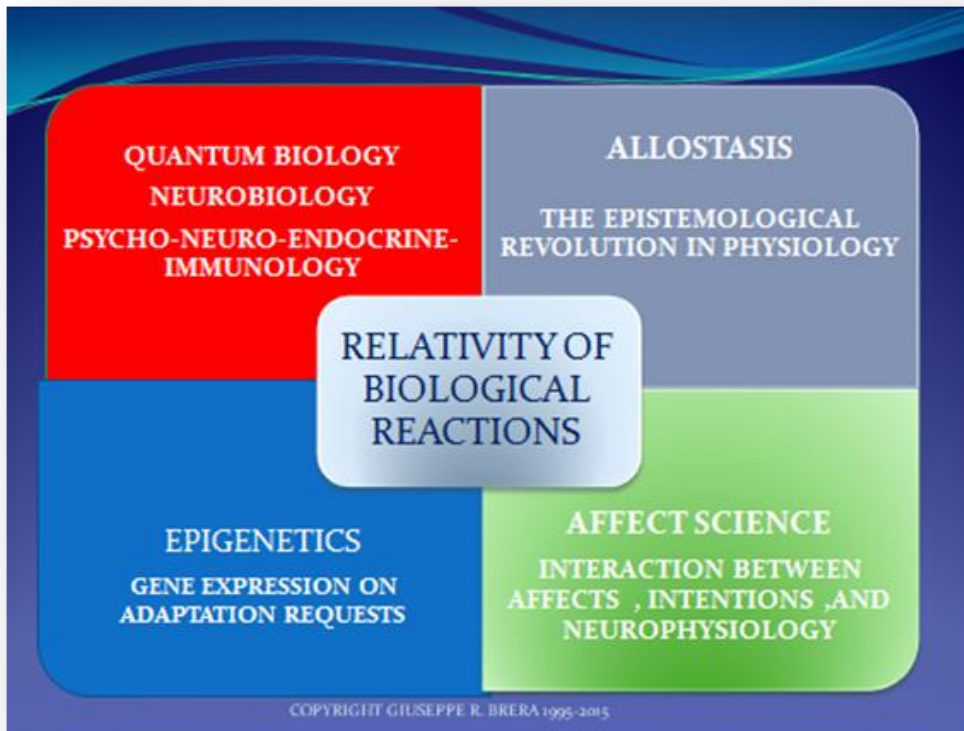 QUANTUM BIOLOGY
NEUROBIOLOGY
PSYCHO-NEURO-ENDOCRINE-
IMMUNOLOGY
ALLOSTASIS
THE EPISTEMOLOGICAL
REVOLUTION IN PHYSIOLOGY
RELATIVITY OF
BIOLOGICAL
REACTIONS
EPIGENETICS
GENE EXPRESSION ON
ADAPTATION REQUESTS
AFFECT SCIENCE
INTERACTION BETWEEN
AFFECTS , INTENTIONS ,AND
NEUROPHYSIOLOGY
COPYRIGHT GIUSEPPE R. BRERA 1995-2015